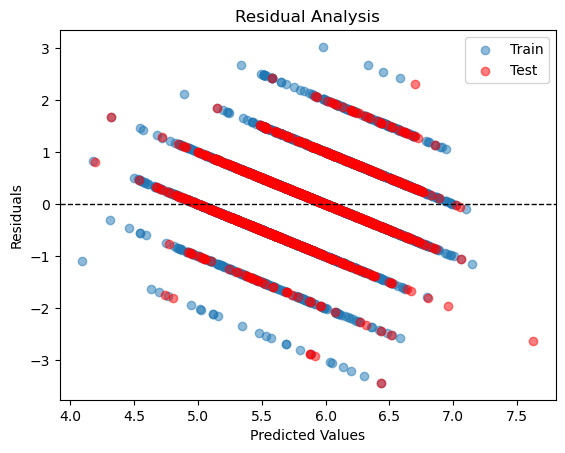 Residual Analysis
Train
Test
Residuals
3
2
1
0
−1
−2
−3
4.0 4.5 5.0 5.5 6.0 6.5 7.0 7.5
Predicted Values